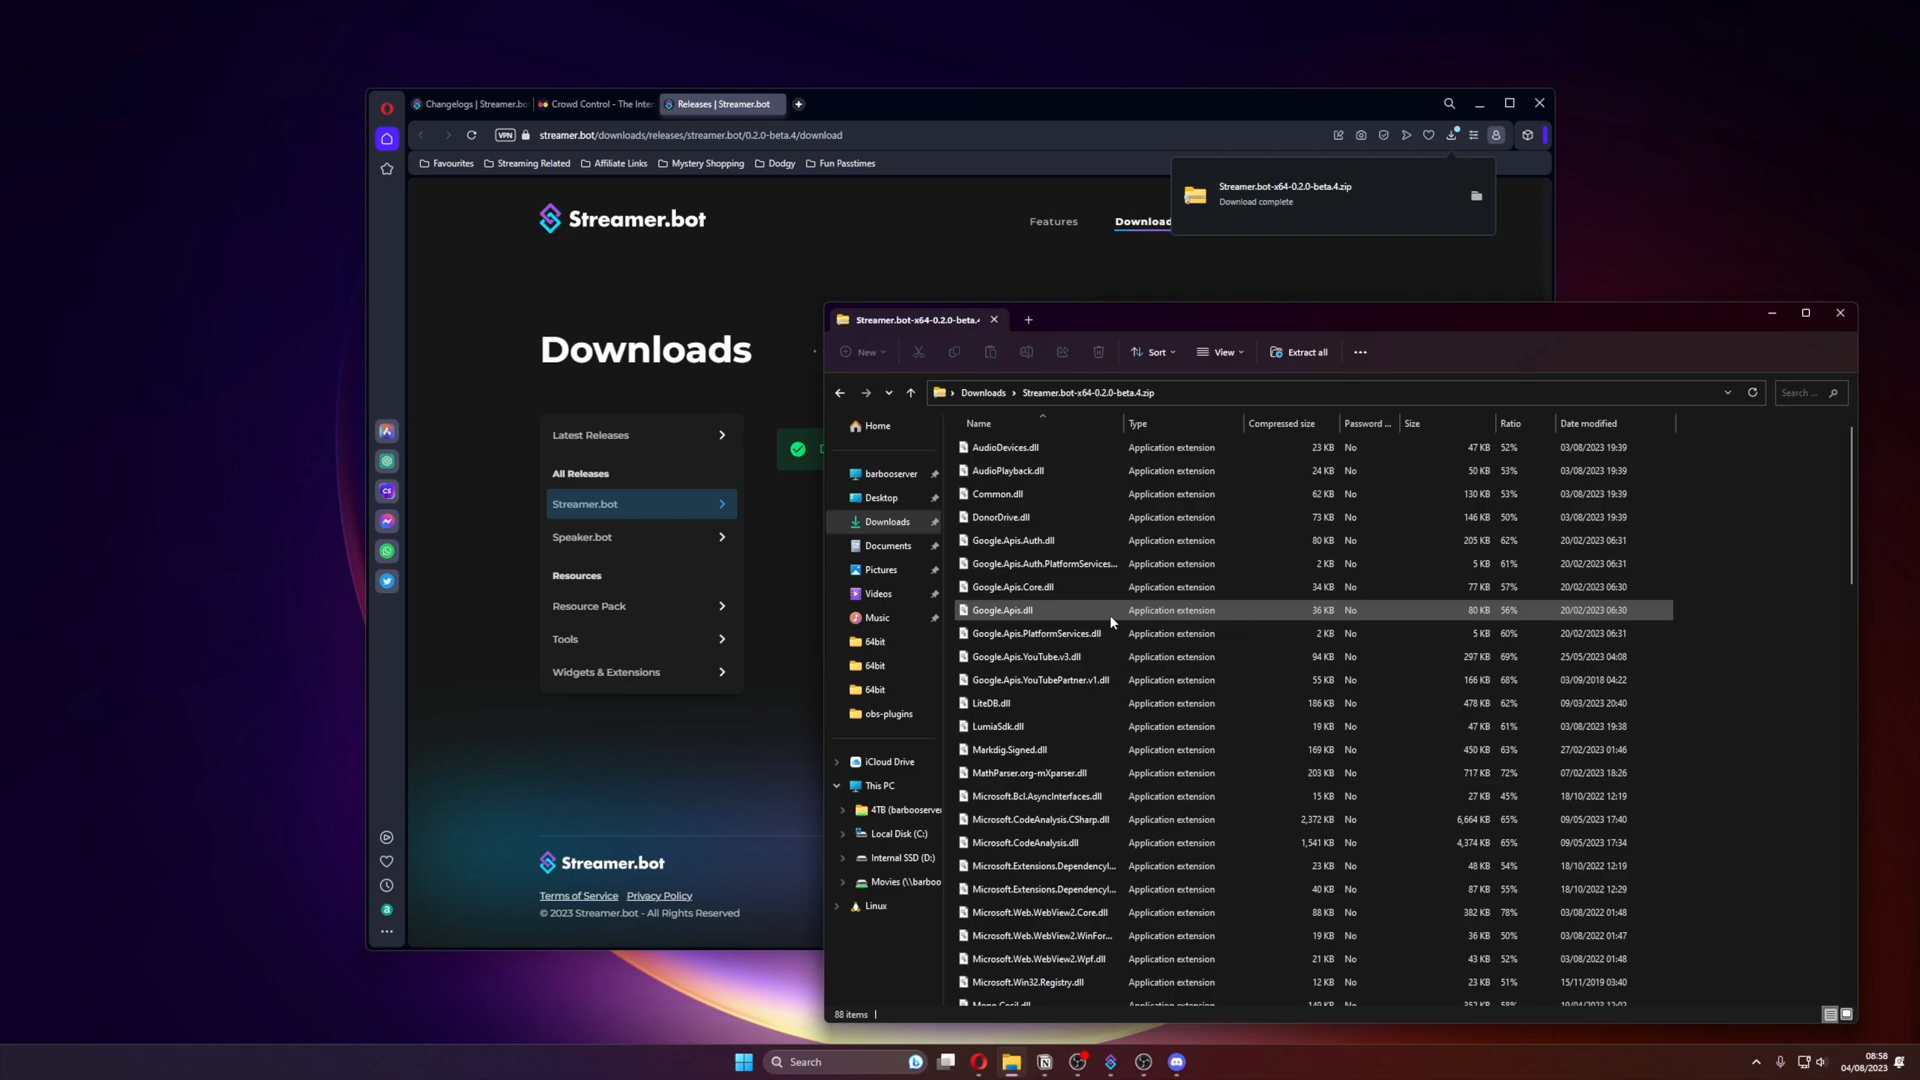 Changelogs | Streamer.bo
Crowd Control - The Inter
Releases | Streamer.bot
VPN
streamer.bot/downloads/releases/streamer.bot/0.2.0-beta.4/download
Favourites
Streaming Related
Affiliate Links
Mystery Shopping
Dodgy
Fun Passtimes
Streamer.bot-x64-0.2.0-beta.4.zip
Download complete
Streamer.bot
Features
Download
Downloads
Latest Releases
All Releases
Streamer.bot
Speaker.bot
Resources
Resource Pack
Tools
Widgets & Extensions
Streamer.bot
Terms of Service
Privacy Policy
© 2023 Streamer.bot - All Rights Reserved
CS
Streamer.bot-x64-0.2.0-beta.4
New
Sort
View
Extract all
Downloads > Streamer.bot-x64-0.2.0-beta.4.zip
Search ...
Home
barbooserver
Desktop
Downloads
Documents
Pictures
Videos
Music
64bit
64bit
64bit
obs-plugins
iCloud Drive
This PC
4TB (barbooserver
Local Disk (C:)
Internal SSD (D:)
Movies (\\barboo
Linux
Name Type Compressed size Password ... Size Ratio Date modified
AudioDevices.dll Application extension 23 KB No 47 KB 52% 03/08/2023 19:39
AudioPlayback.dll Application extension 24 KB No 50 KB 53% 03/08/2023 19:39
Common.dll Application extension 62 KB No 130 KB 53% 03/08/2023 19:39
DonorDrive.dll Application extension 73 KB No 146 KB 50% 03/08/2023 19:39
Google.Apis.Auth.dll Application extension 80 KB No 205 KB 62% 20/02/2023 06:31
Google.Apis.Auth.PlatformServices... Application extension 2 KB No 5 KB 61% 20/02/2023 06:31
Google.Apis.Core.dll Application extension 34 KB No 77 KB 57% 20/02/2023 06:30
Google.Apis.dll Application extension 36 KB No 80 KB 56% 20/02/2023 06:30
Google.Apis.PlatformServices.dll Application extension 2 KB No 5 KB 60% 20/02/2023 06:31
Google.Apis.YouTube.v3.dll Application extension 94 KB No 297 KB 69% 25/05/2023 04:08
Google.Apis.YouTubePartner.v1.dll Application extension 55 KB No 166 KB 68% 03/09/2018 04:22
LiteDB.dll Application extension 186 KB No 478 KB 62% 09/03/2023 20:40
LumiaSdk.dll Application extension 19 KB No 47 KB 61% 03/08/2023 19:38
Markdig.Signed.dll Application extension 169 KB No 450 KB 63% 27/02/2023 01:46
MathParser.org-mXparser.dll Application extension 203 KB No 717 KB 72% 07/02/2023 18:26
Microsoft.Bcl.AsyncInterfaces.dll Application extension 15 KB No 27 KB 45% 18/10/2022 12:19
Microsoft.CodeAnalysis.CSharp.dll Application extension 2,372 KB No 6,664 KB 65% 09/05/2023 17:40
Microsoft.CodeAnalysis.dll Application extension 1,541 KB No 4,374 KB 65% 09/05/2023 17:34
Microsoft.Extensions.DependencyI... Application extension 23 KB No 48 KB 54% 18/10/2022 12:19
Microsoft.Extensions.DependencyI... Application extension 40 KB No 87 KB 55% 18/10/2022 12:29
Microsoft.Web.WebView2.Core.dll Application extension 88 KB No 382 KB 78% 03/08/2022 01:48
Microsoft.Web.WebView2.WinFor... Application extension 19 KB No 36 KB 50% 03/08/2022 01:47
Microsoft.Web.WebView2.Wpf.dll Application extension 21 KB No 43 KB 52% 03/08/2022 01:48
Microsoft.Win32.Registry.dll Application extension 12 KB No 23 KB 51% 15/11/2019 03:40
Mono.Cecil.dll Application extension 149 KB No 352 KB 58% 19/04/2023 12:02
88 items
Search
08:58
04/08/2023